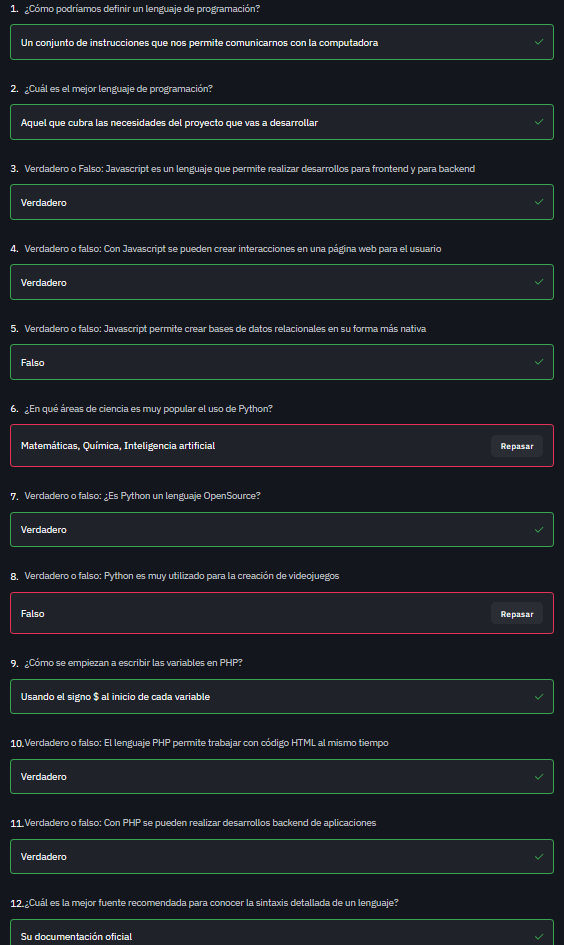 1. ¿Cómo podríamos definir un lenguaje de programación?
Un conjunto de instrucciones que nos permite comunicarnos con la computadora
2. ¿Cuál es el mejor lenguaje de programación?
Aquel que cubra las necesidades del proyecto que vas a desarrollar
3. Verdadero o Falso: Javascript es un lenguaje que permite realizar desarrollos para frontend y para backend
Verdadero
4. Verdadero o falso: Con Javascript se pueden crear interacciones en una página web para el usuario
Verdadero
5. Verdadero o falso: Javascript permite crear bases de datos relacionales en su forma más nativa
Falso
6. ¿En qué áreas de ciencia es muy popular el uso de Python?
Matemáticas, Química, Inteligencia artificial
Repasar
7. Verdadero o falso: ¿Es Python un lenguaje OpenSource?
Verdadero
8. Verdadero o falso: Python es muy utilizado para la creación de videojuegos
Falso
Repasar
9. ¿Cómo se empiezan a escribir las variables en PHP?
Usando el signo $ al inicio de cada variable
10. Verdadero o falso: El lenguaje PHP permite trabajar con código HTML al mismo tiempo
Verdadero
11. Verdadero o falso: Con PHP se pueden realizar desarrollos backend de aplicaciones
Verdadero
12. ¿Cuál es la mejor fuente recomendada para conocer la sintaxis detallada de un lenguaje?
Su documentación oficial